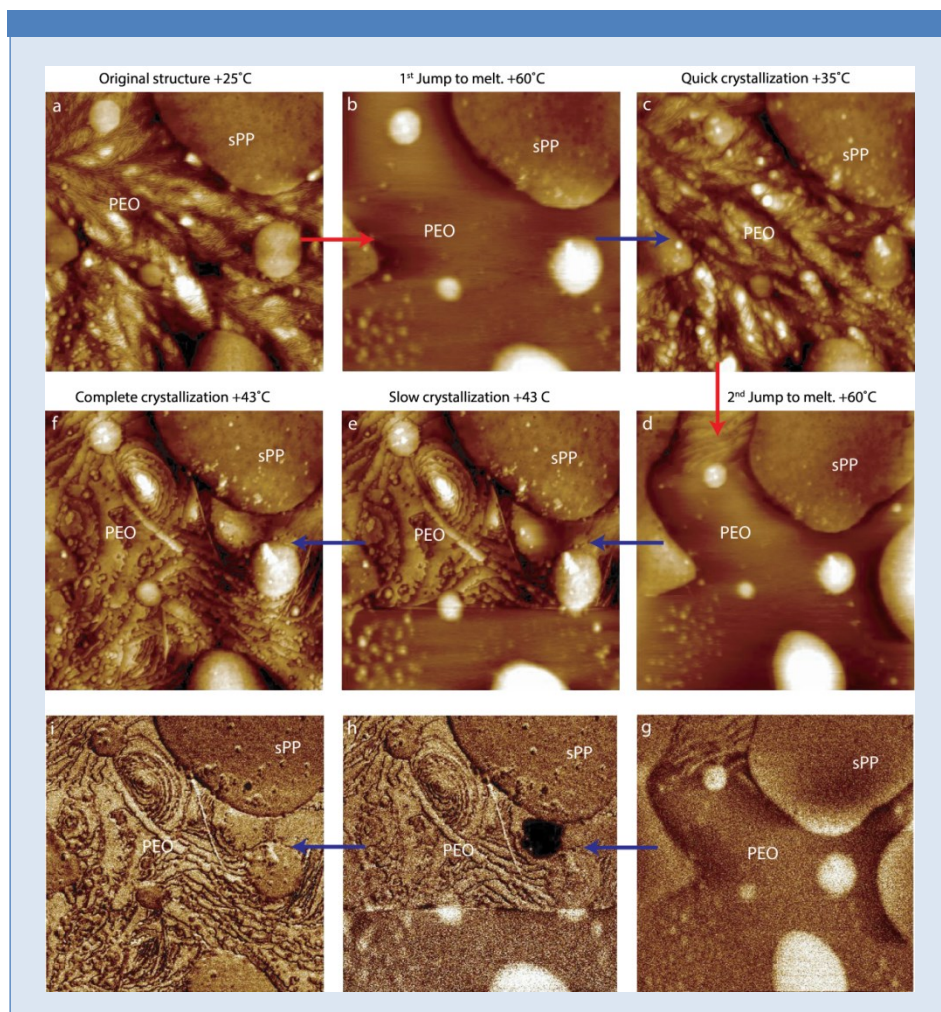 Original structure +25˚C
1st Jump to melt. +60˚C
Quick crystallization +35˚C
a
sPP
PEO
b
sPP
PEO
c
sPP
PEO
Complete crystallization +43˚C
Slow crystallization +43 C
2nd Jump to melt. +60˚C
f
sPP
PEO
e
sPP
PEO
d
sPP
PEO
i
sPP
PEO
h
sPP
PEO
g
sPP
PEO